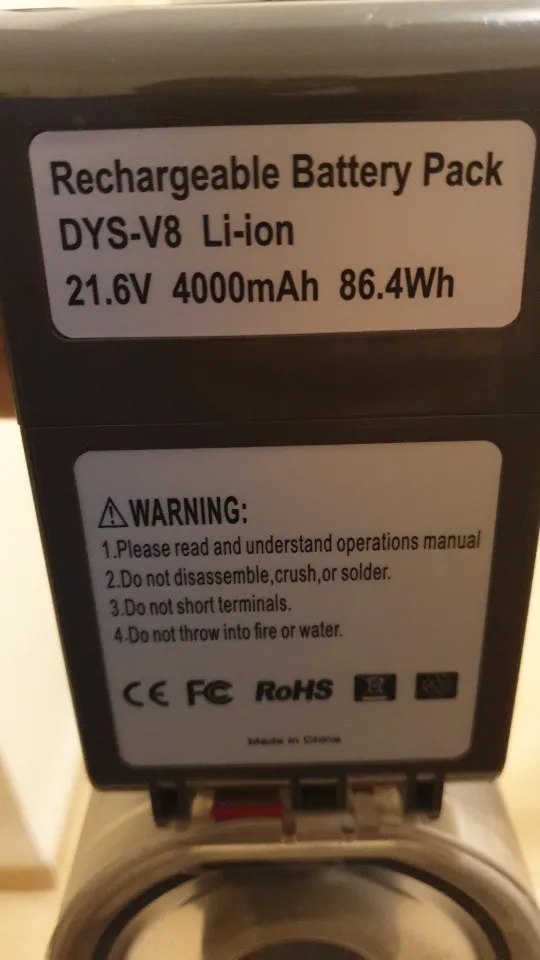 Rechargeable Battery Pack
DYS-V8 Li-ion
21.6V 4000mAh 86.4Wh
⚠WARNING:
1.Please read and understand operations manual
2.Do not disassemble,crush,or solder.
3.Do not short terminals.
4.Do not throw into fire or water.
CE FC RoHS
Made in China